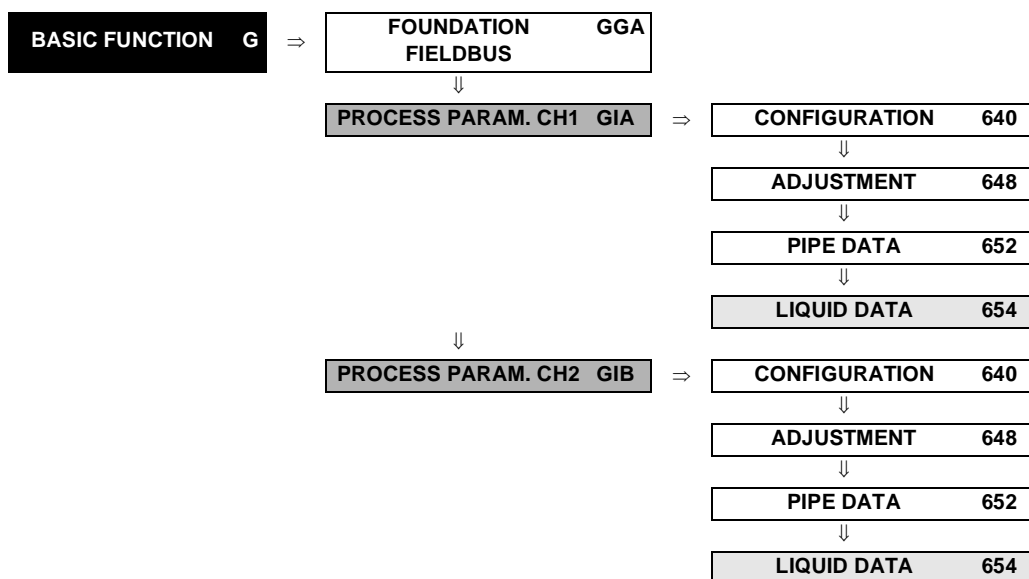 BASIC FUNCTION G ⇒ FOUNDATION GGA
FIELDBUS
⇓
PROCESS PARAM. CH1 GIA ⇒ CONFIGURATION 640
⇓
ADJUSTMENT 648
⇓
PIPE DATA 652
⇓
LIQUID DATA 654
⇓
PROCESS PARAM. CH2 GIB ⇒ CONFIGURATION 640
⇓
ADJUSTMENT 648
⇓
PIPE DATA 652
⇓
LIQUID DATA 654